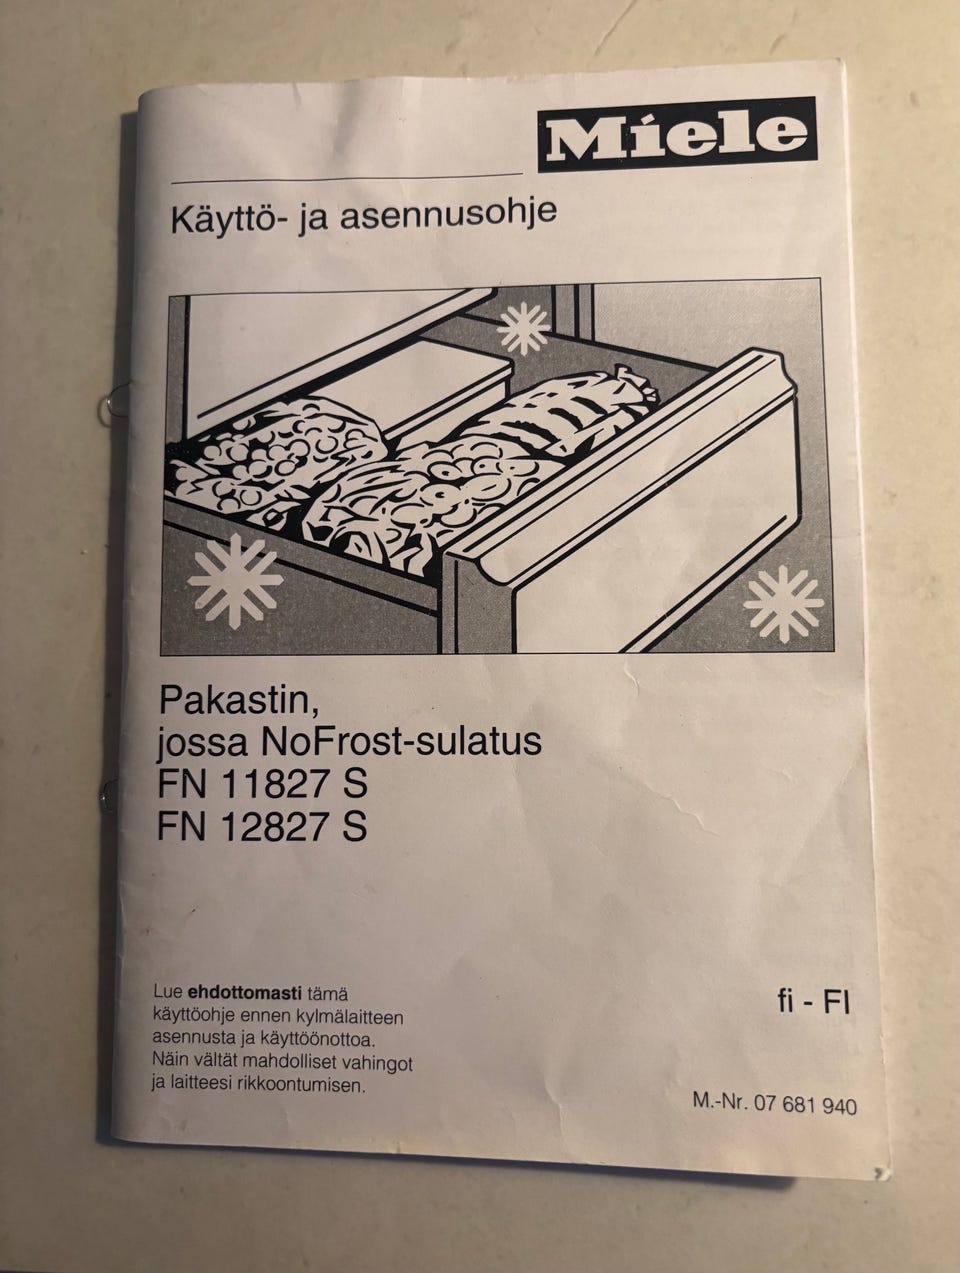 Miele
Käyttö- ja asennusohje
Pakastin,
jossa NoFrost-sulatus
FN 11827 S
FN 12827 S
Lue ehdottomasti tämä
käyttöohje ennen kylmälaitteen
asennusta ja käyttöönottoa.
Näin vältät mahdolliset vahingot
ja laitteesi rikkoontumisen.
fi - FI
M.-Nr. 07 681 940